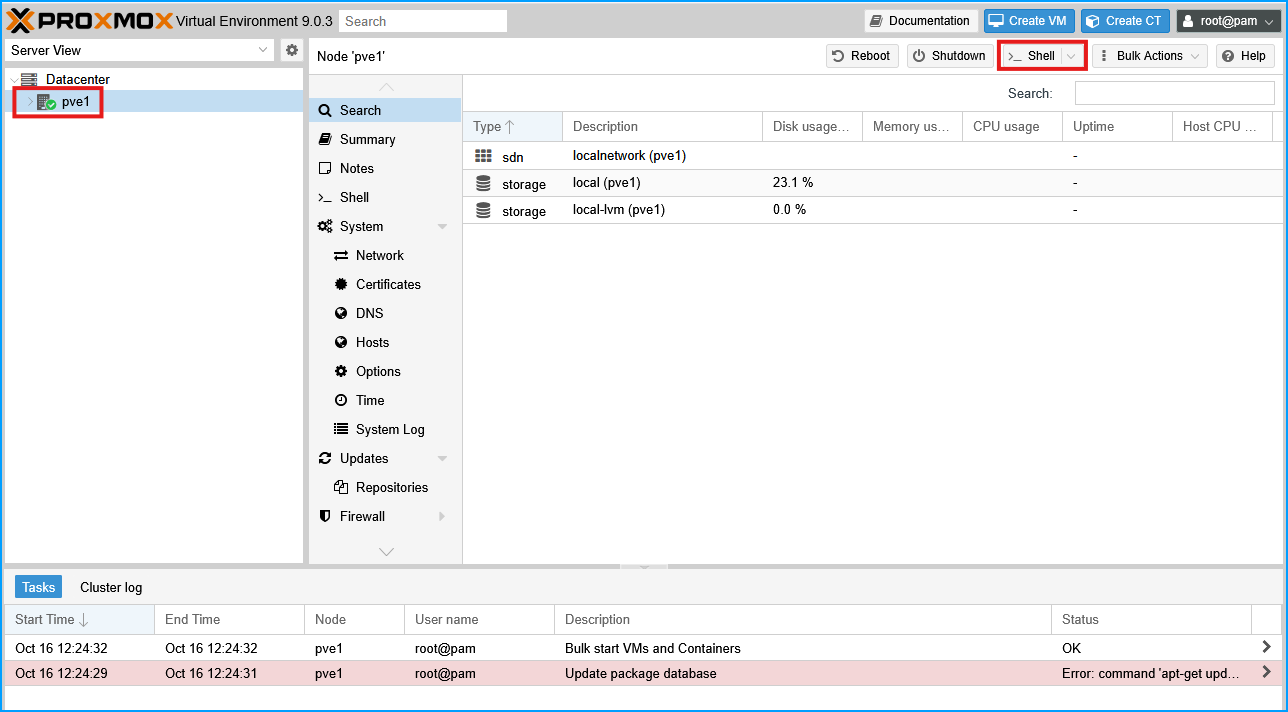 PROXMOX Virtual Environment 9.0.3 Search Documentation Create VM Create CT root@pam
Server View
Node 'pve1' Reboot Shutdown >_ Shell Bulk Actions Help
Datacenter
pve1
Search:
Search
Summary
Notes
>_ Shell
System
Network
Certificates
DNS
Hosts
Options
Time
System Log
Updates
Repositories
Firewall
Type Description Disk usage... Memory us... CPU usage Uptime Host CPU ...
sdn localnetwork (pve1) -
storage local (pve1) 23.1 % -
storage local-lvm (pve1) 0.0 % -
Tasks Cluster log
Start Time End Time Node User name Description Status
Oct 16 12:24:32 Oct 16 12:24:32 pve1 root@pam Bulk start VMs and Containers OK
Oct 16 12:24:29 Oct 16 12:24:31 pve1 root@pam Update package database Error: command 'apt-get upd...